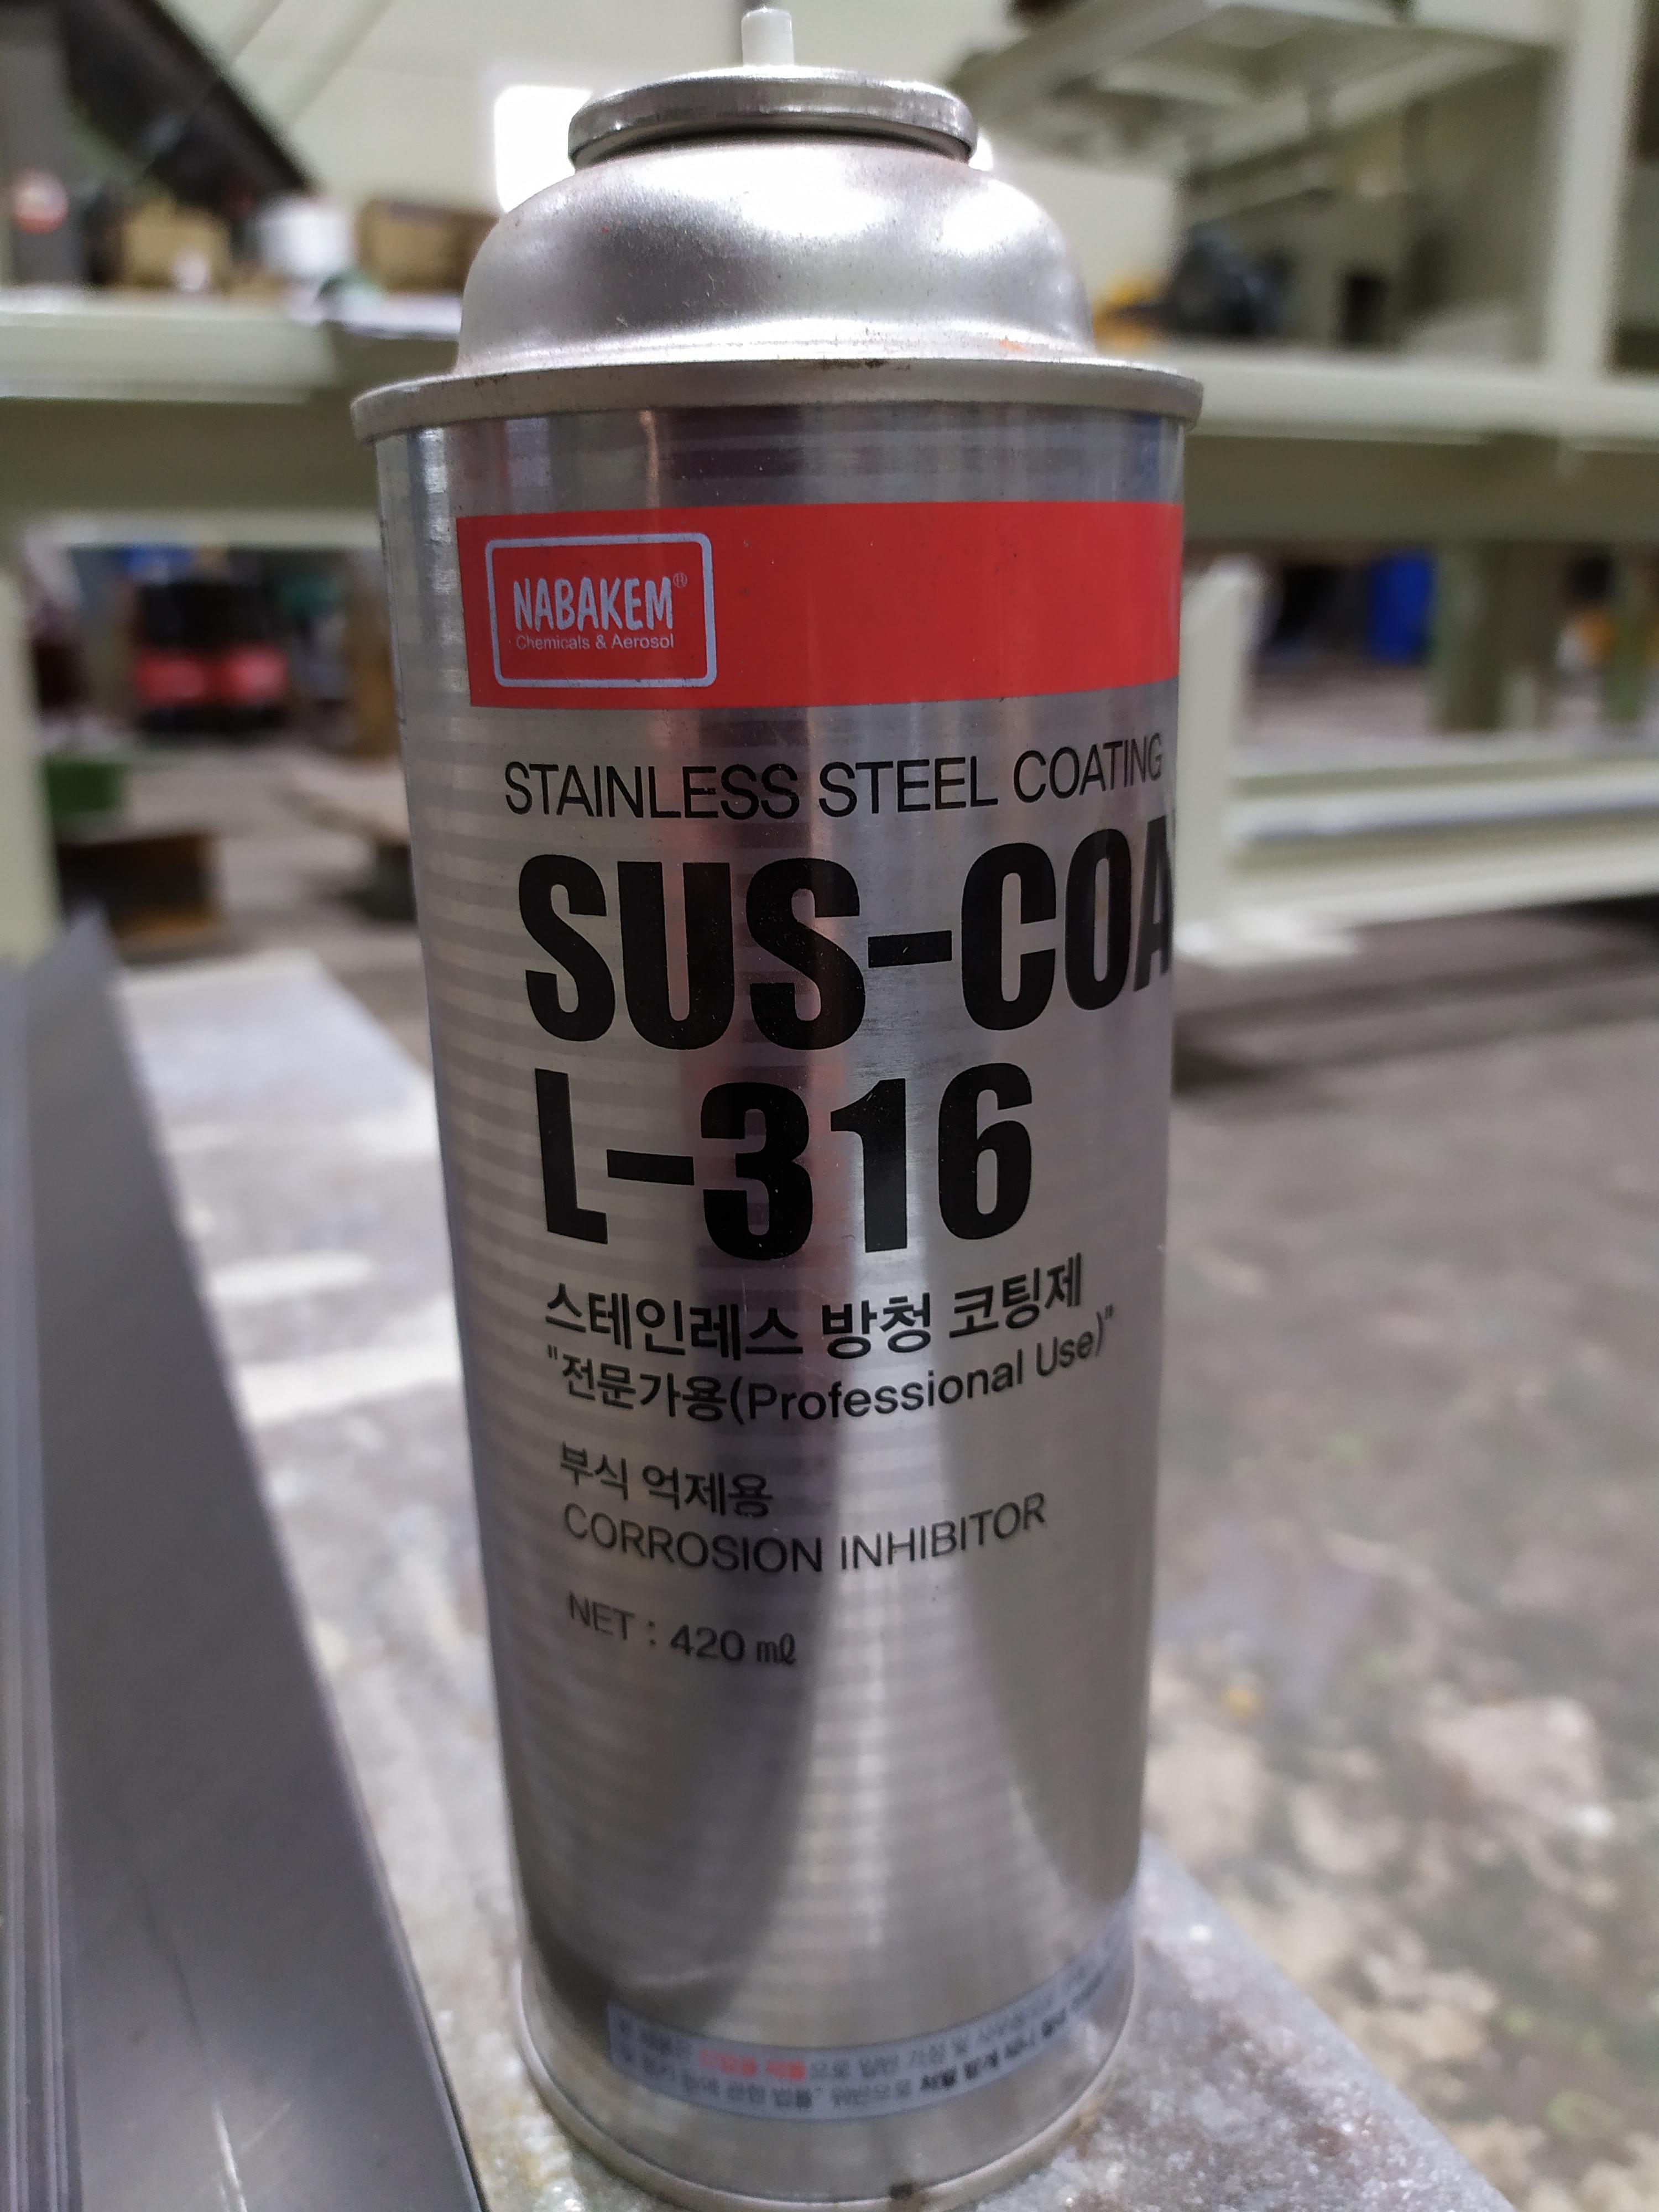 NABAKEM®
Chemicals & Aerosol
STAINLESS STEEL COATING
SUS-COA
L-316
스테인레스 방청 코팅제
"전문가용(Professional Use)"
부식 억제용
CORROSION INHIBITOR
NET : 420 ㎖